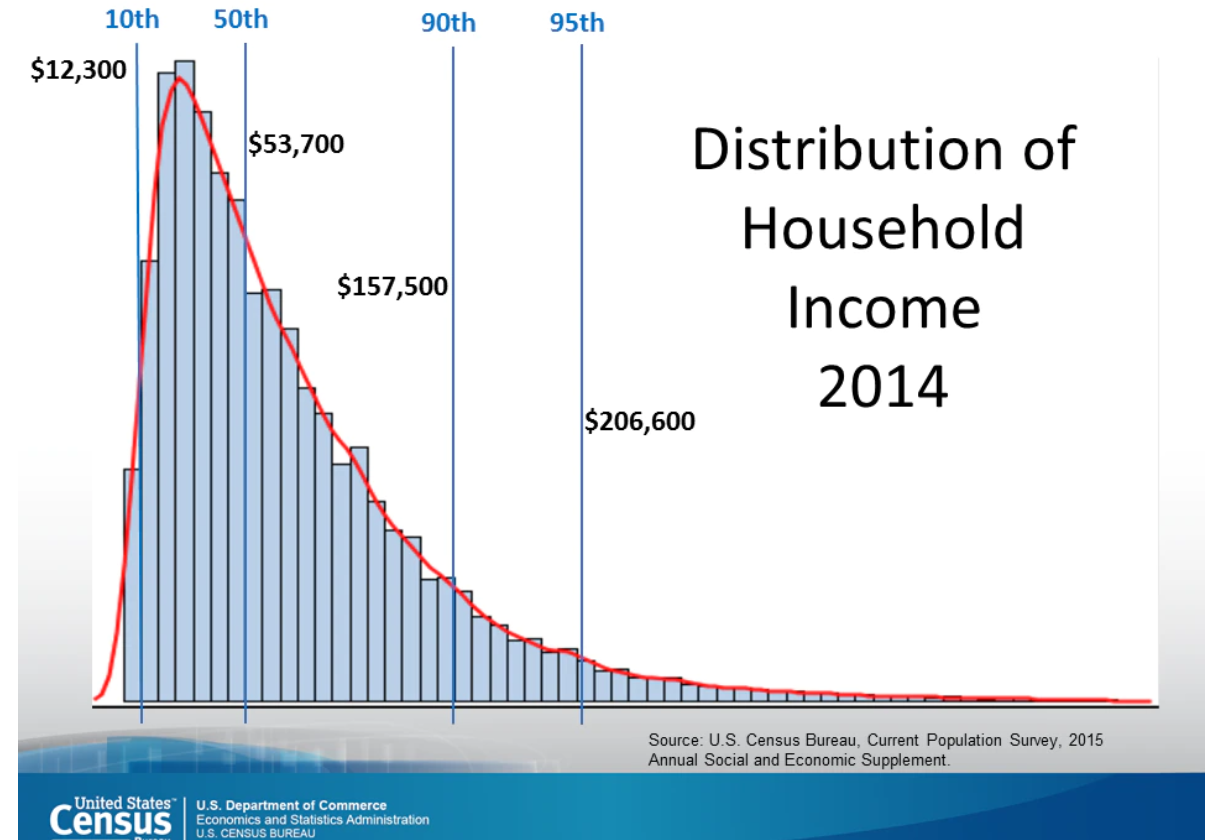 10th
50th
90th
95th
$12,300
$53,700
$157,500
$206,600
Distribution of
Household
Income
2014
Source: U.S. Census Bureau, Current Population Survey, 2015
Annual Social and Economic Supplement.
United States™
Census
Bureau
U.S. Department of Commerce
Economics and Statistics Administration
U.S. CENSUS BUREAU